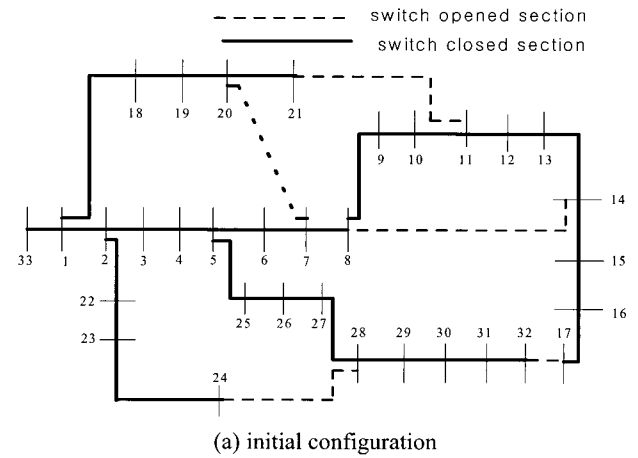 switch opened section
switch closed section
18 19 20 21
9 10 11 12 13
14
33 1 2 3 4 5 6 7 8
15
22
25 26 27
16
23
28 29 30 31 32 17
24
(a) initial configuration